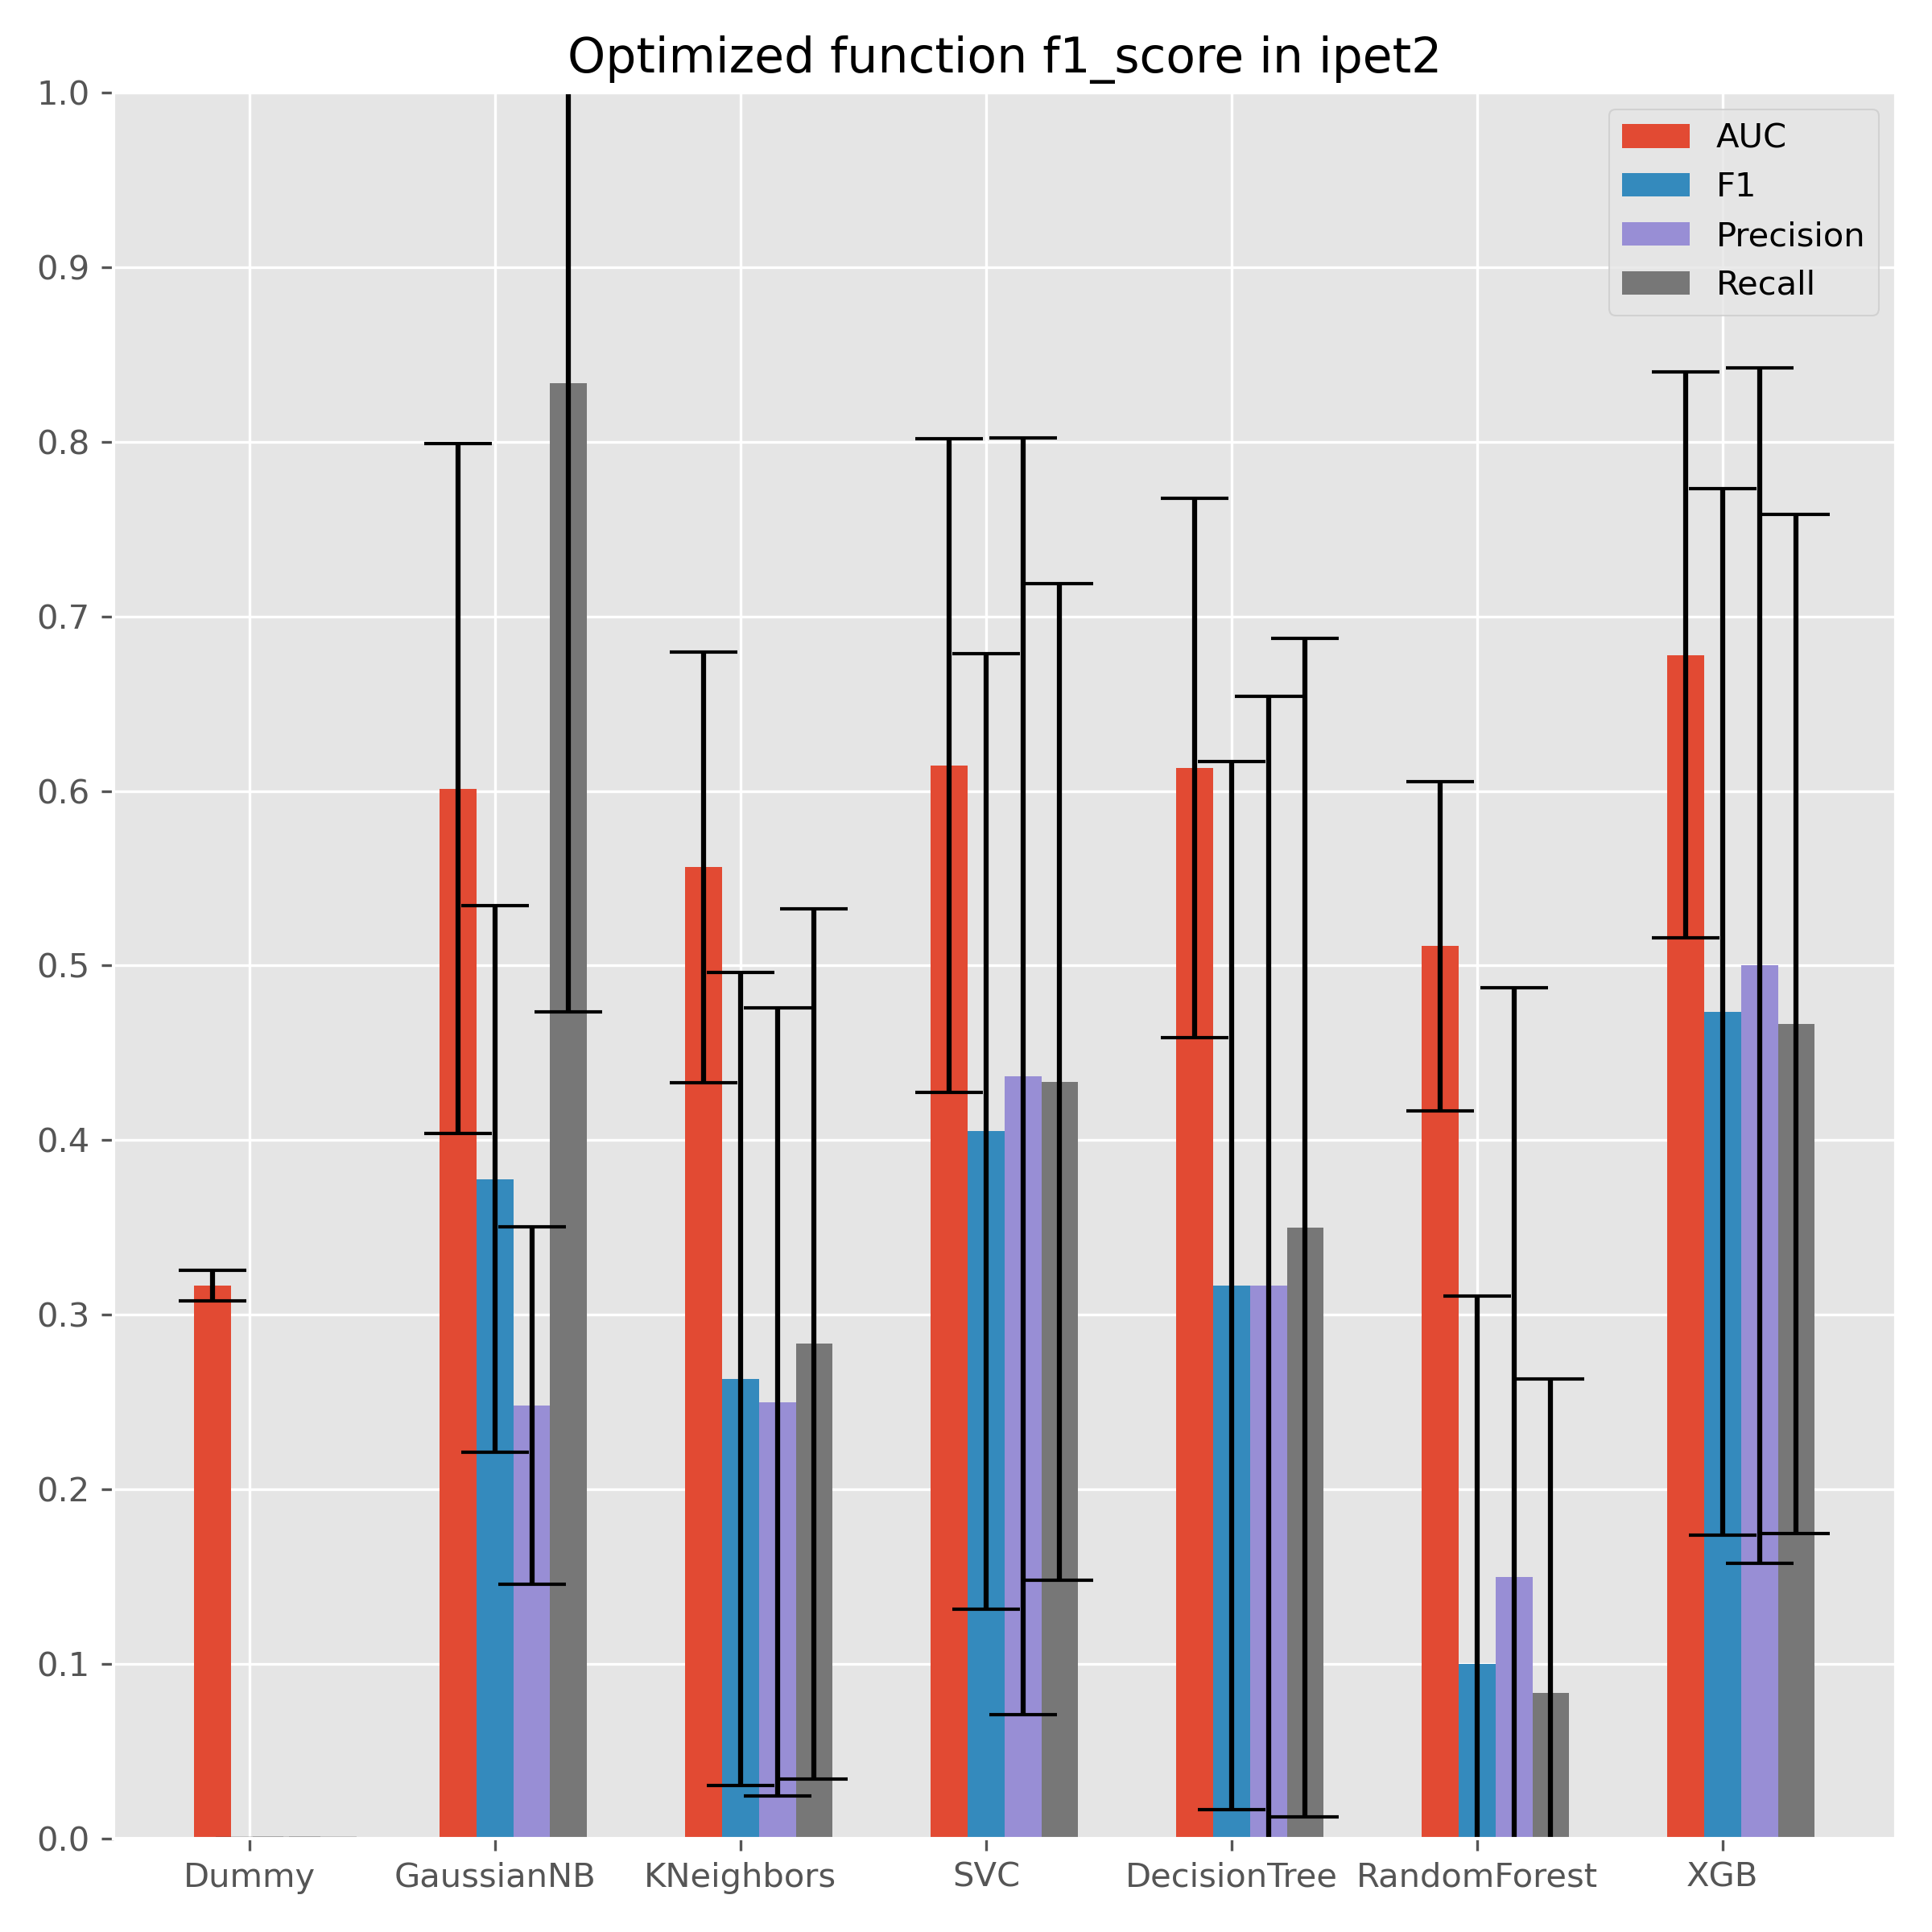 Optimized function f1_score in ipet2
1.0
0.9
0.8
0.7
0.6
0.5
0.4
0.3
0.2
0.1
0.0
AUC
F1
Precision
Recall
Dummy GaussianNB KNeighbors SVC DecisionTree RandomForest XGB